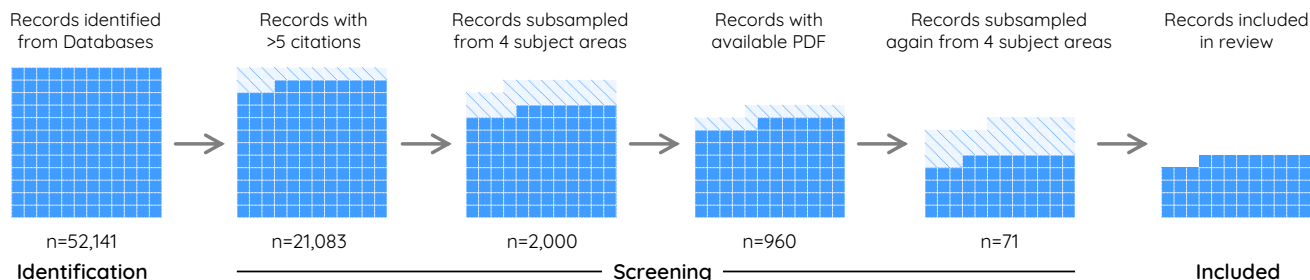 Records identified
from Databases
Records with
>5 citations
Records subsampled
from 4 subject areas
Records with
available PDF
Records subsampled
again from 4 subject areas
Records included
in review
n=52,141
n=21,083
n=2,000
n=960
n=71
Identification
Screening
Included